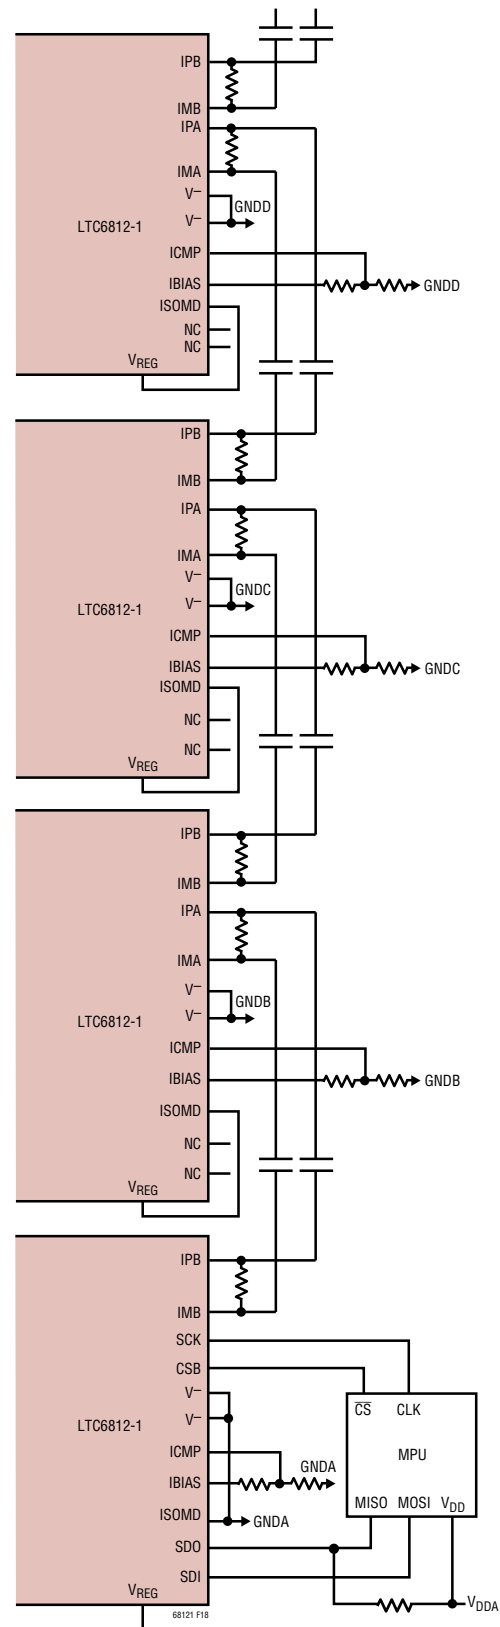 IPB
IMB
IPA
IMA
V–
GNDD
V–
LTC6812-1
ICMP
IBIAS
GNDD
ISOMD
NC
NC
VREG
IPB
IMB
IPA
IMA
V–
GNDC
V–
LTC6812-1
ICMP
IBIAS
GNDC
ISOMD
NC
NC
VREG
IPB
IMB
IPA
IMA
V–
GNDB
V–
LTC6812-1
ICMP
IBIAS
GNDB
ISOMD
NC
NC
VREG
IPB
IMB
SCK
CSB
V–
CS CLK
V–
LTC6812-1
MPU
ICMP
GNDA
IBIAS
MISO MOSI VDD
ISOMD
GNDA
SDO
SDI
VREG
VDDA
68121 F18